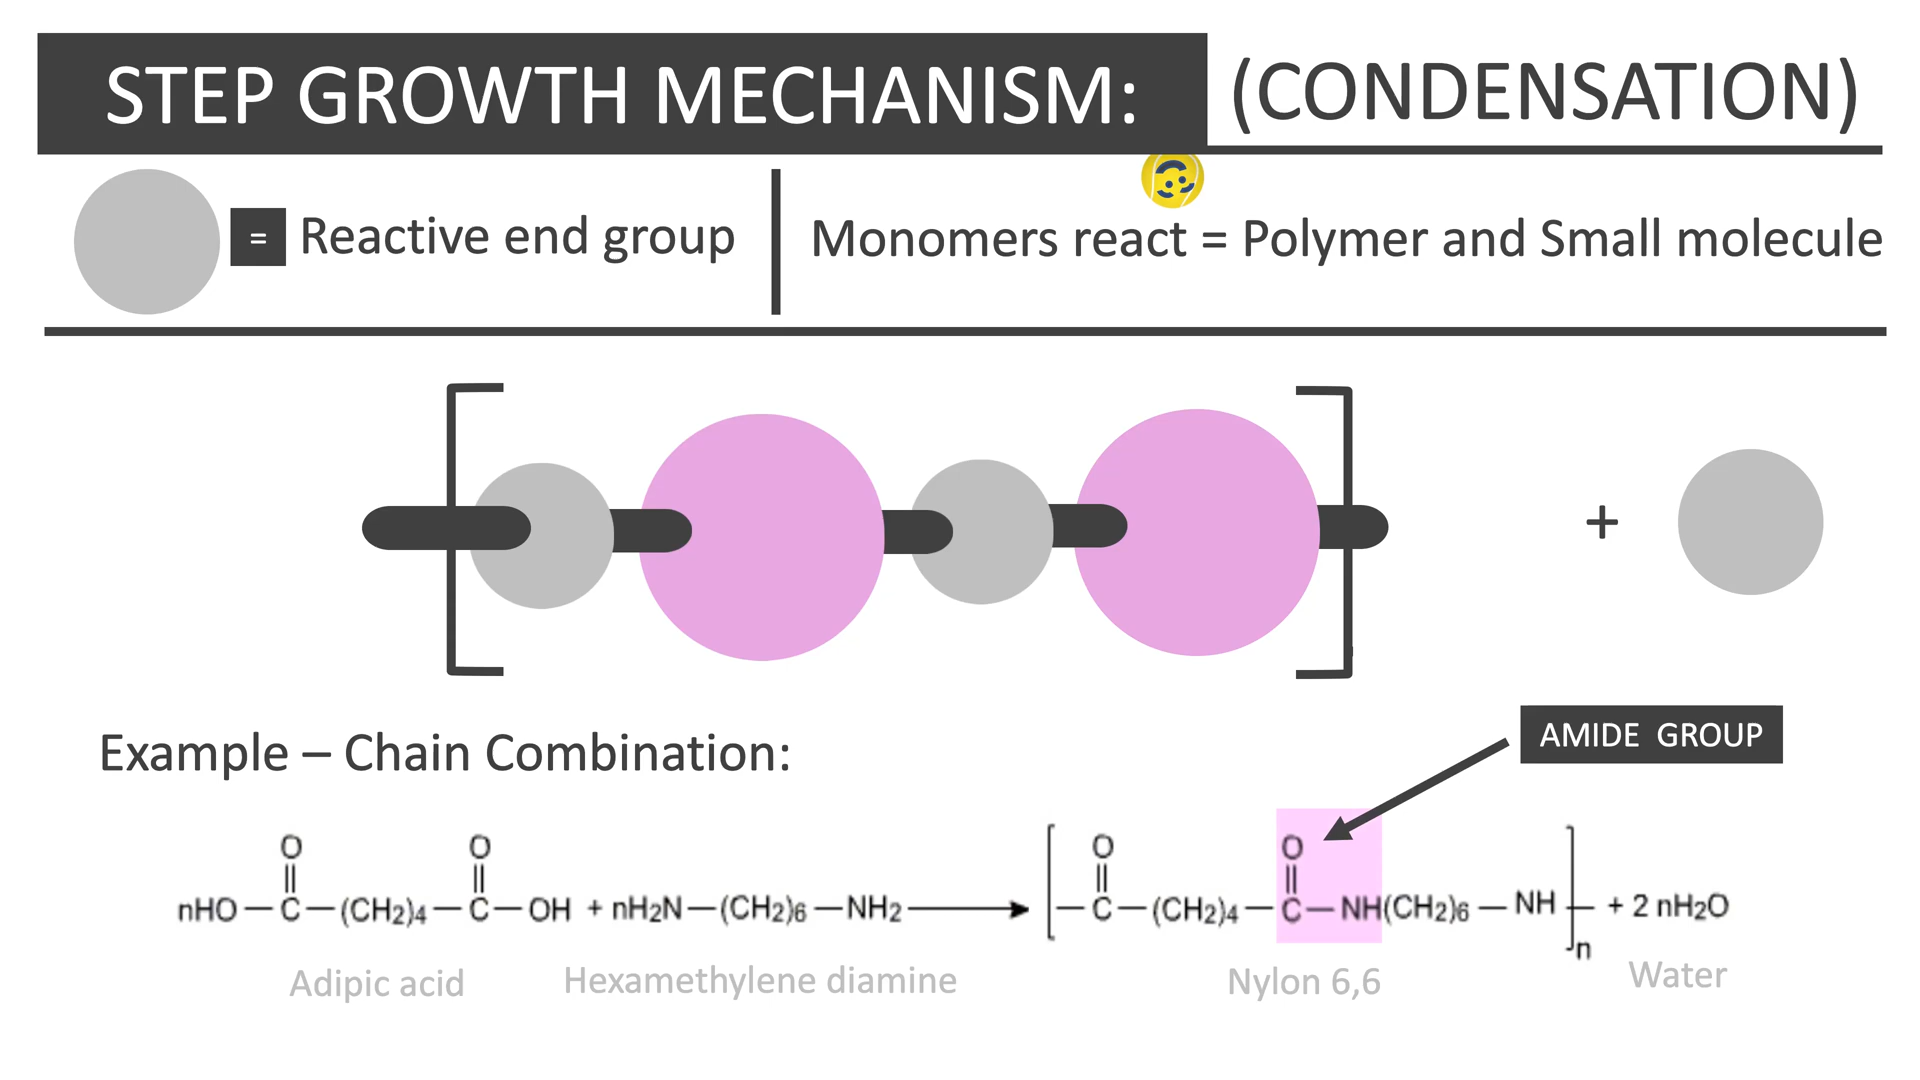 STEP GROWTH MECHANISM: (CONDENSATION)
= Reactive end group
Monomers react = Polymer and Small molecule
+
Example – Chain Combination:
AMIDE GROUP
O O O O
nHO—C—(CH2)4—C—OH + nH2N—(CH2)6—NH2 → [—C—(CH2)4—C—NH(CH2)6—NH]—n + 2 nH2O
Adipic acid Hexamethylene diamine Nylon 6,6 Water